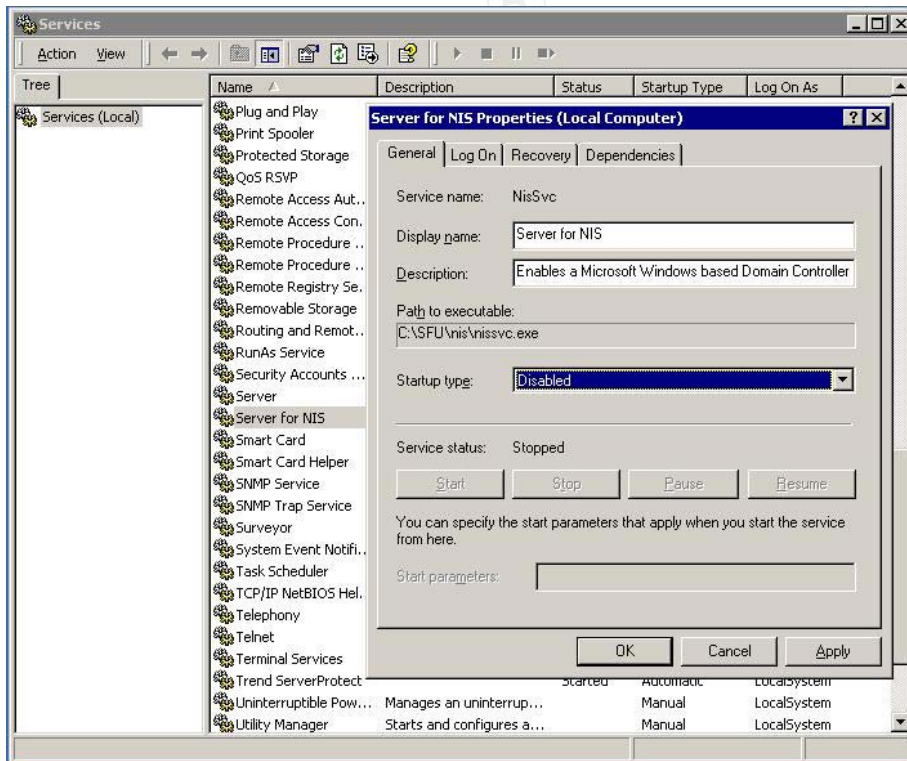 Services
Action View
Tree
Name Description Status Startup Type Log On As
Services (Local)
Plug and Play
Print Spooler
Protected Storage
QoS RSVP
Remote Access Aut...
Remote Access Con...
Remote Procedure ...
Remote Procedure ...
Remote Registry Se...
Removable Storage
Routing and Remot...
RunAs Service
Security Accounts ...
Server
Server for NIS
Smart Card
Smart Card Helper
SNMP Service
SNMP Trap Service
Surveyor
System Event Notifi...
Task Scheduler
TCP/IP NetBIOS Hel...
Telephony
Telnet
Terminal Services
Trend ServerProtect Started Automatic LocalSystem
Uninterruptible Pow... Manages an uninterrup... Manual LocalSystem
Utility Manager Starts and configures a... Manual LocalSystem
Server for NIS Properties (Local Computer)
General Log On Recovery Dependencies
Service name: NisSvc
Display name: Server for NIS
Description: Enables a Microsoft Windows based Domain Controller
Path to executable:
C:\SFU\nis\nissvc.exe
Startup type: Disabled
Service status: Stopped
Start Stop Pause Resume
You can specify the start parameters that apply when you start the service
from here.
Start parameters:
OK Cancel Apply